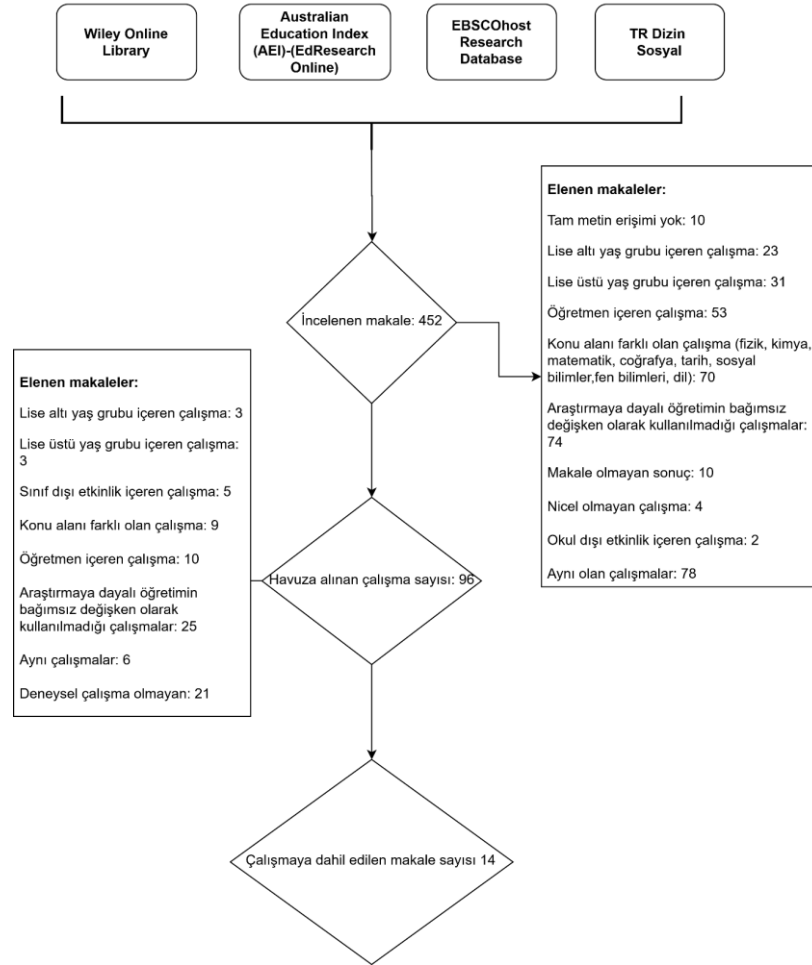 Wiley Online
Library
Australian
Education Index
(AEI)-(EdResearch
Online)
EBSCOhost
Research
Database
TR Dizin
Sosyal
Elenen makaleler:
Tam metin erişimi yok: 10
Lise altı yaş grubu içeren çalışma: 23
Lise üstü yaş grubu içeren çalışma: 31
Öğretmen içeren çalışma: 53
Konu alanı farklı olan çalışma (fizik, kimya,
matematik, coğrafya, tarih, sosyal
bilimler,fen bilimleri, dil): 70
Araştırmaya dayalı öğretimin bağımsız
değişken olarak kullanılmadığı çalışmalar:
74
Makale olmayan sonuç: 10
Nicel olmayan çalışma: 4
Okul dışı etkinlik içeren çalışma: 2
Aynı olan çalışmalar: 78
İncelenen makale: 452
Elenen makaleler:
Lise altı yaş grubu içeren çalışma: 3
Lise üstü yaş grubu içeren çalışma:
3
Sınıf dışı etkinlik içeren çalışma: 5
Konu alanı farklı olan çalışma: 9
Öğretmen içeren çalışma: 10
Araştırmaya dayalı öğretimin
bağımsız değişken olarak
kullanılmadığı çalışmalar: 25
Aynı çalışmalar: 6
Deneysel çalışma olmayan: 21
Havuza alınan çalışma sayısı: 96
Çalışmaya dahil edilen makale sayısı 14